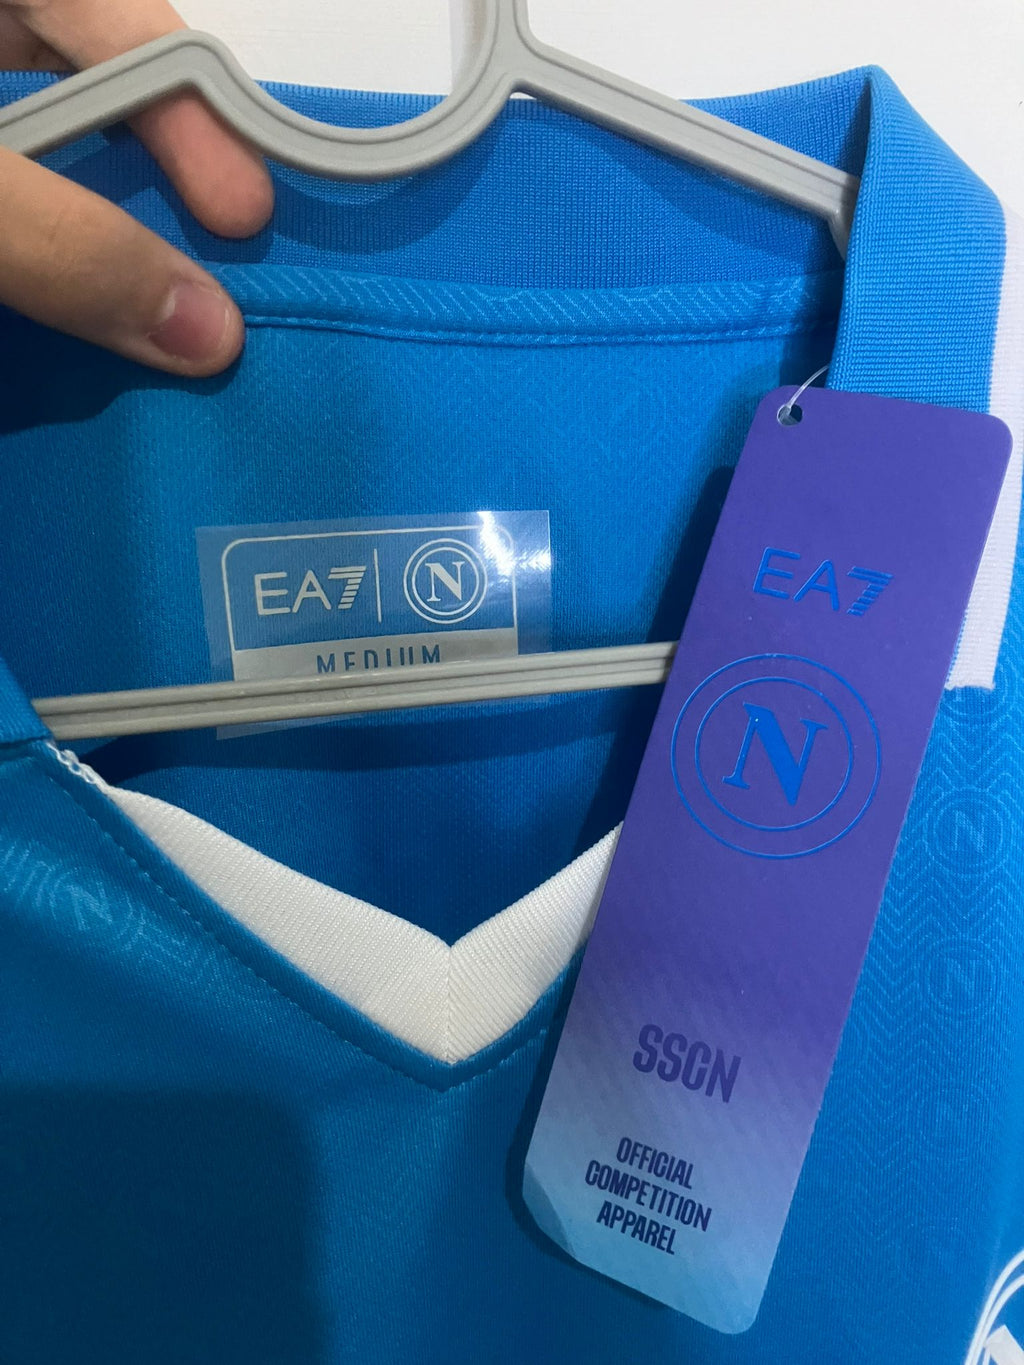 EA7 N
MEDIUM
EA7
N
SSCN
OFFICIAL
COMPETITION
APPAREL
N
N